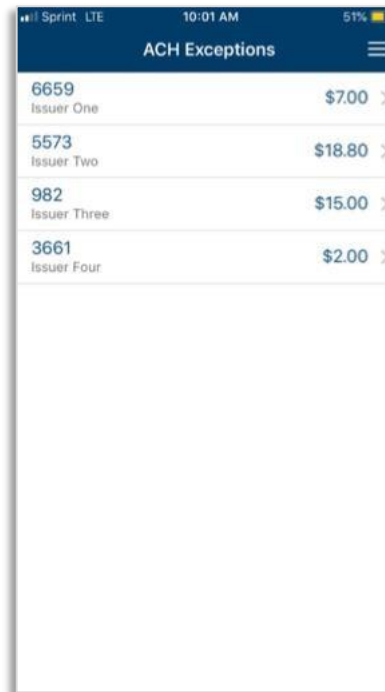 Sprint LTE 10:01 AM 51%
ACH Exceptions
6659
Issuer One
$7.00
5573
Issuer Two
$18.80
982
Issuer Three
$15.00
3661
Issuer Four
$2.00